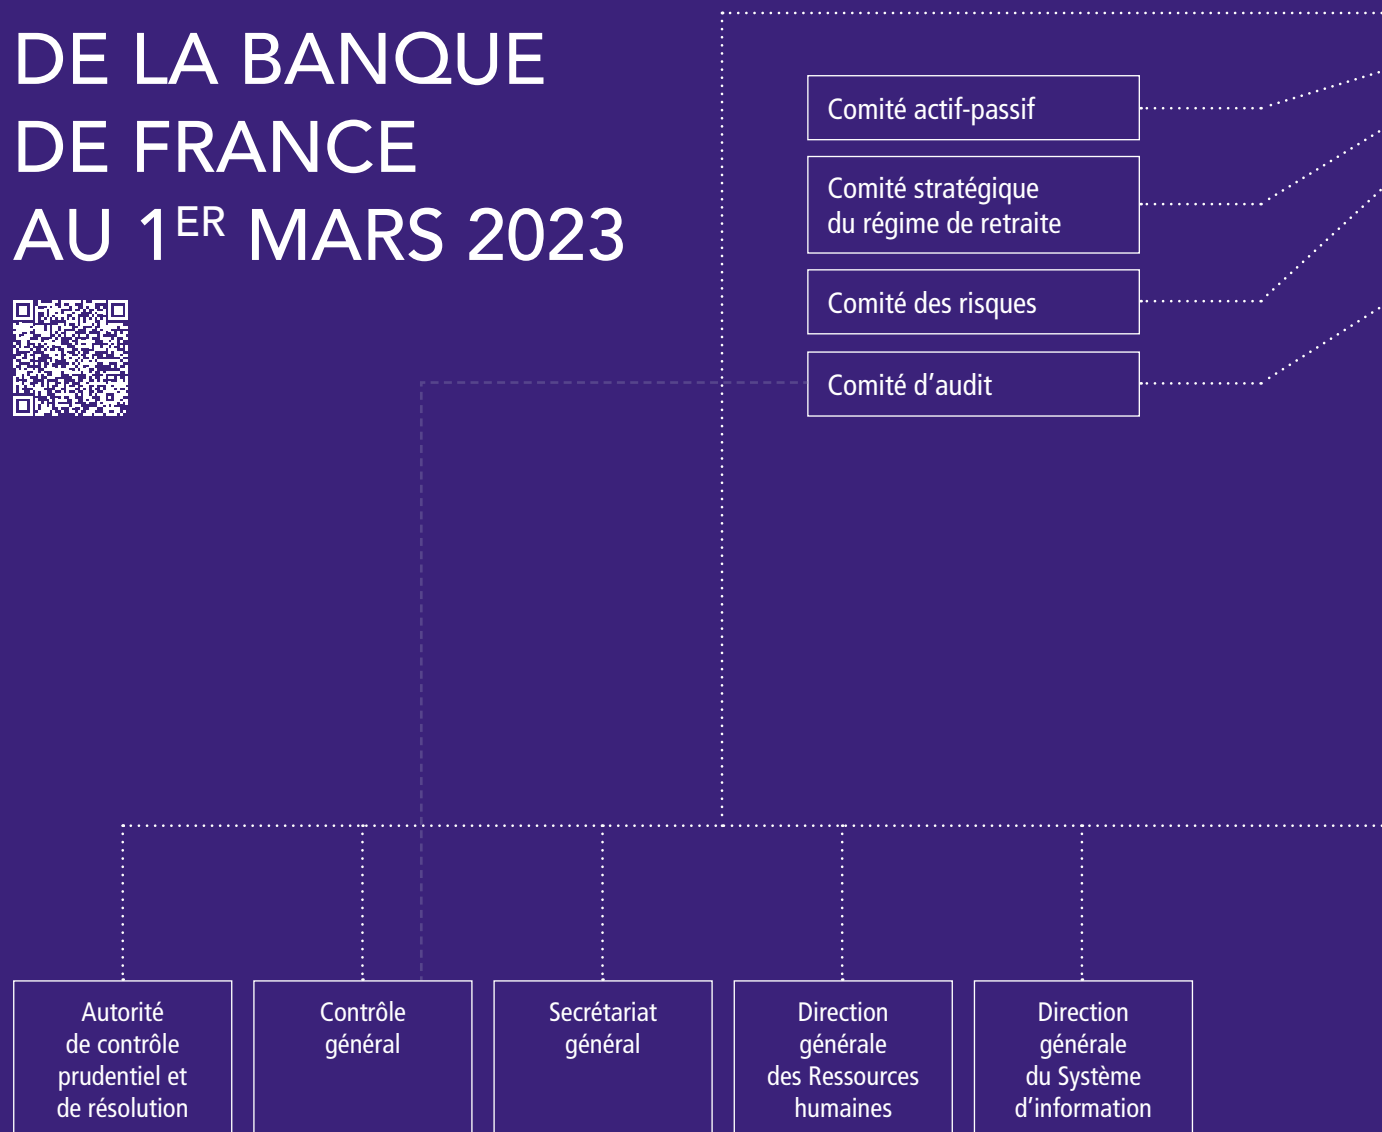 DE LA BANQUE
DE FRANCE
AU 1ER MARS 2023
Comité actif-passif
Comité stratégique
du régime de retraite
Comité des risques
Comité d’audit
Autorité
de contrôle
prudentiel et
de résolution
Contrôle
général
Secrétariat
général
Direction
générale
des Ressources
humaines
Direction
générale
du Système
d’information